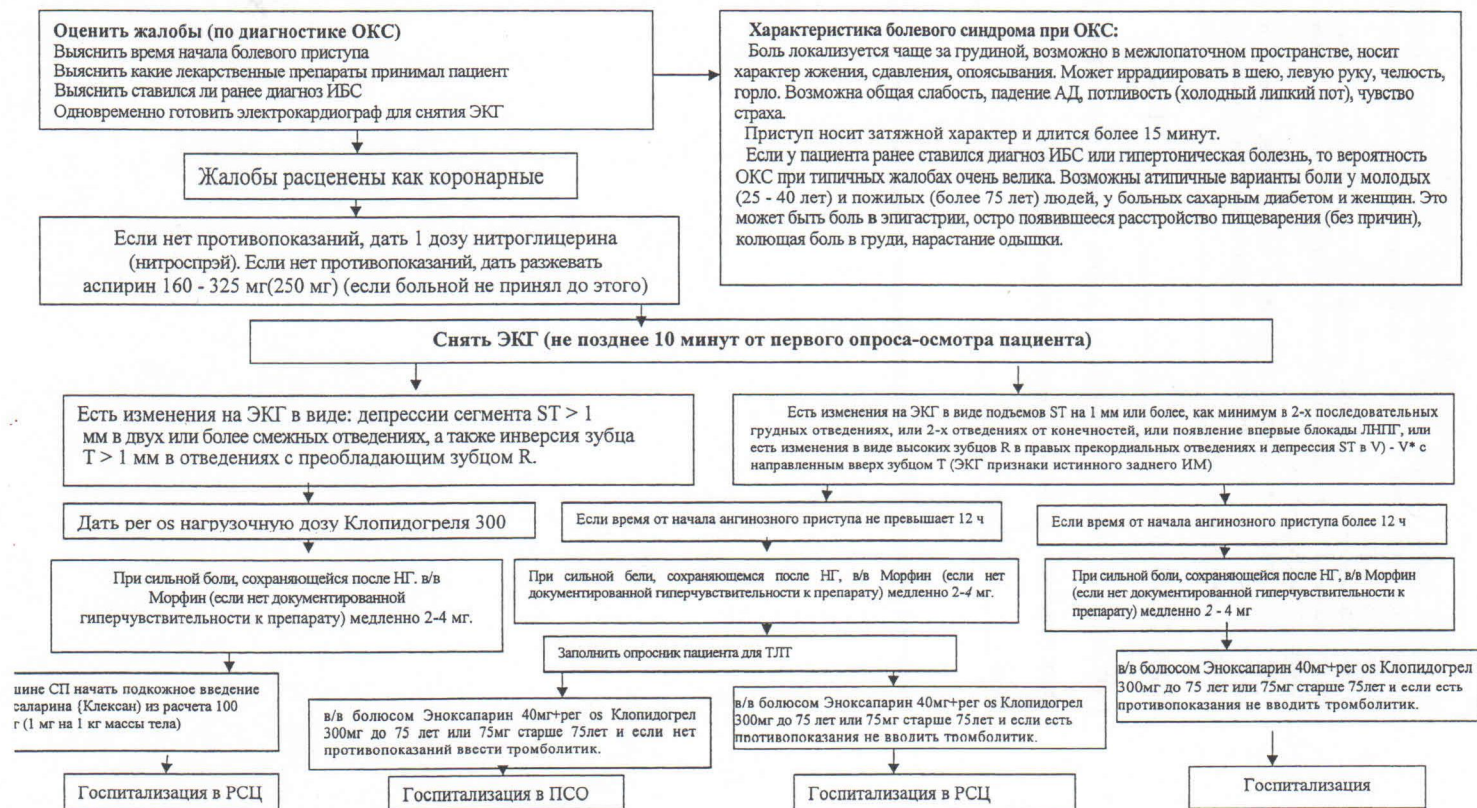 Оценить жалобы (по диагностике ОКС)
Выяснить время начала болевого приступа
Выяснить какие лекарственные препараты принимал пациент
Выяснить ставился ли ранее диагноз ИБС
Одновременно готовить электрокардиограф для снятия ЭКГ
Характеристика болевого синдрома при ОКС:
Боль локализуется чаще за грудиной, возможно в межлопаточном пространстве, носит
характер жжения, сдавления, опоясывания. Может иррадиировать в шею, левую руку, челюсть,
горло. Возможна общая слабость, падение АД, потливость (холодный липкий пот), чувство
страха.
Приступ носит затяжной характер и длится более 15 минут.
Если у пациента ранее ставился диагноз ИБС или гипертоническая болезнь, то вероятность
ОКС при типичных жалобах очень велика. Возможны атипичные варианты боли у молодых
(25 - 40 лет) и пожилых (более 75 лет) людей, у больных сахарным диабетом и женщин. Это
может быть боль в эпигастрии, остро появившееся расстройство пищеварения (без причин),
колющая боль в груди, нарастание одышки.
Жалобы расценены как коронарные
Если нет противопоказаний, дать 1 дозу нитроглицерина
(нитроспрэй). Если нет противопоказаний, дать разжевать
аспирин 160 - 325 мг(250 мг) (если больной не принял до этого)
Снять ЭКГ (не позднее 10 минут от первого опроса-осмотра пациента)
Есть изменения на ЭКГ в виде: депрессии сегмента ST > 1
мм в двух или более смежных отведениях, а также инверсия зубца
T > 1 мм в отведениях с преобладающим зубцом R.
Есть изменения на ЭКГ в виде подъемов ST на 1 мм или более, как минимум в 2-х последовательных
грудных отведениях, или 2-х отведениях от конечностей, или появление впервые блокады ЛНПГ, или
есть изменения в виде высоких зубцов R в правых прекордиальных отведениях и депрессия ST в V) - V* с
направленным вверх зубцом T (ЭКГ признаки истинного заднего ИМ)
Дать per os нагрузочную дозу Клопидогреля 300
Если время от начала ангинозного приступа не превышает 12 ч
Если время от начала ангинозного приступа более 12 ч
При сильной боли, сохраняющейся после НГ. в/в
Морфин (если нет документированной
гиперчувствительности к препарату) медленно 2-4 мг.
При сильной бели, сохраняющемся после НГ, в/в Морфин (если нет
документированной гиперчувствительности к препарату) медленно 2-4 мг.
При сильной боли, сохраняющейся после НГ, в/в Морфин
(если нет документированной гиперчувствительности к
препарату) медленно 2 - 4 мг
Заполнить опросник пациента для ТЛТ
шине СП начать подкожное введение
саларина {Клексан) из расчета 100
г (1 мг на 1 кг массы тела)
в/в болюсом Эноксапарин 40мг+per os Клопидогрел
300мг до 75 лет или 75мг старше 75лет и если нет
противопоказаний ввести тромболитик.
в/в болюсом Эноксапарин 40мг+per os Клопидогрел
300мг до 75 лет или 75мг старше 75лет и если есть
противопоказания не вводить тромболитик.
в/в болюсом Эноксапарин 40мг+per os Клопидогрел
300мг до 75 лет или 75мг старше 75лет и если есть
противопоказания не вводить тромболитик.
Госпитализация в РСЦ
Госпитализация в ПСО
Госпитализация в РСЦ
Госпитализация